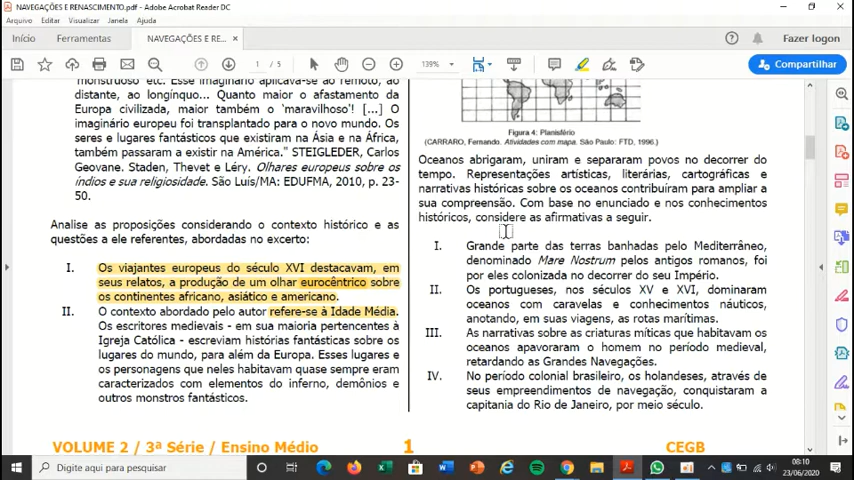 NAVEGAÇÕES E RENASCIMENTO.pdf - Adobe Acrobat Reader DC
Arquivo Editar Visualizar Janela Ajuda
Início Ferramentas NAVEGAÇÕES E RE... × Fazer logon
1 / 5 139% Compartilhar
monstruoso etc. Esse imaginário aplicava-se ao remoto, ao
distante, ao longínquo... Quanto maior o afastamento da
Europa civilizada, maior também o ‘maravilhoso’! [...] O
imaginário europeu foi transplantado para o novo mundo. Os
seres e lugares fantásticos que existiram na Ásia e na África,
também passaram a existir na América." STEIGLEDER, Carlos
Geovane. Staden, Thevet e Léry. Olhares europeus sobre os
índios e sua religiosidade. São Luís/MA: EDUFMA, 2010, p. 23-
50.
Analise as proposições considerando o contexto histórico e as
questões a ele referentes, abordadas no excerto:
I. Os viajantes europeus do século XVI destacavam, em
seus relatos, a produção de um olhar eurocêntrico sobre
os continentes africano, asiático e americano.
II. O contexto abordado pelo autor refere-se à Idade Média.
Os escritores medievais - em sua maioria pertencentes à
Igreja Católica - escreviam histórias fantásticas sobre os
lugares do mundo, para além da Europa. Esses lugares e
os personagens que neles habitavam quase sempre eram
caracterizados com elementos do inferno, demônios e
outros monstros fantásticos.
Figura 4: Planisfério
(CARRARO, Fernando. Atividades com mapa. São Paulo: FTD, 1996.)
Oceanos abrigaram, uniram e separaram povos no decorrer do
tempo. Representações artísticas, literárias, cartográficas e
narrativas históricas sobre os oceanos contribuíram para ampliar a
sua compreensão. Com base no enunciado e nos conhecimentos
históricos, considere as afirmativas a seguir.
I. Grande parte das terras banhadas pelo Mediterrâneo,
denominado Mare Nostrum pelos antigos romanos, foi
por eles colonizada no decorrer do seu Império.
II. Os portugueses, nos séculos XV e XVI, dominaram
oceanos com caravelas e conhecimentos náuticos,
anotando, em suas viagens, as rotas marítimas.
III. As narrativas sobre as criaturas míticas que habitavam os
oceanos apavoraram o homem no período medieval,
retardando as Grandes Navegações.
IV. No período colonial brasileiro, os holandeses, através de
seus empreendimentos de navegação, conquistaram a
capitania do Rio de Janeiro, por meio século.
VOLUME 2 / 3ª Série / Ensino Médio 1 CEGB
Digite aqui para pesquisar
08:10
23/06/2020